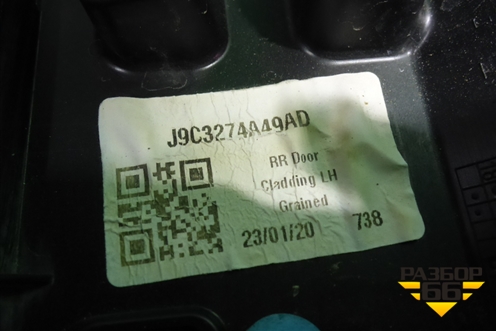 J9C3274A49AD
RR Door
Cladding LH
Grained
23/01/20 738
РАЗБОР
66